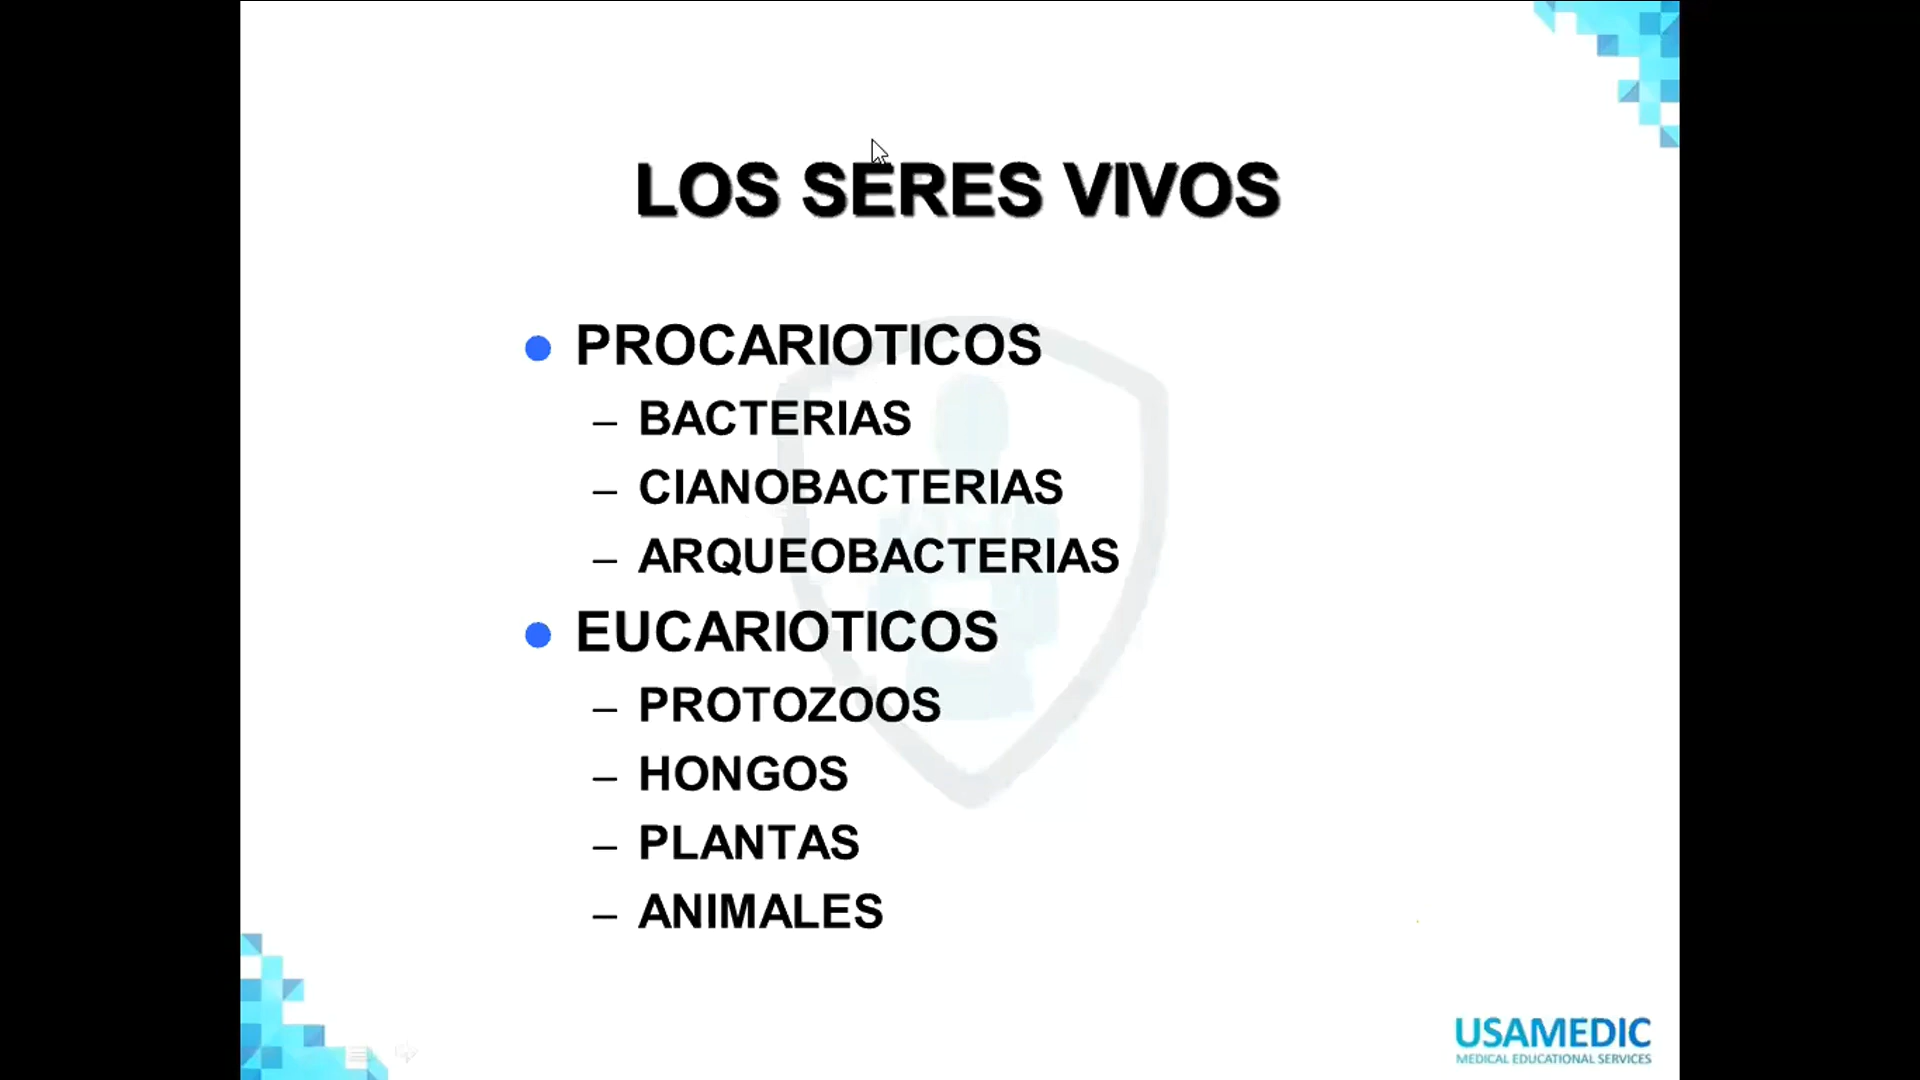 LOS SERES VIVOS
● PROCARIOTICOS
– BACTERIAS
– CIANOBACTERIAS
– ARQUEOBACTERIAS
● EUCARIOTICOS
– PROTOZOOS
– HONGOS
– PLANTAS
– ANIMALES
USAMEDIC
MEDICAL EDUCATIONAL SERVICES